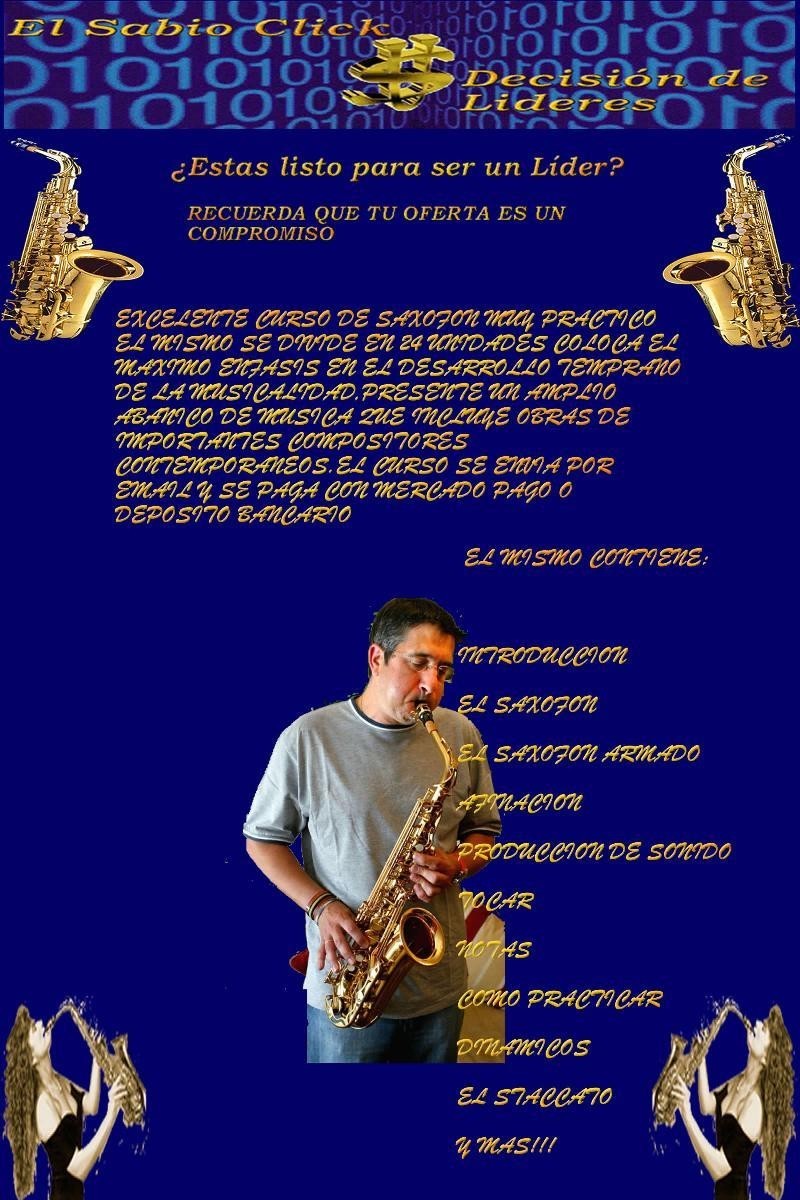 El Sabio Click
Decisión de
Lideres
¿Estas listo para ser un Líder?
RECUERDA QUE TU OFERTA ES UN
COMPROMISO
EXCELENTE CURSO DE SAXOFON MUY PRACTICO
EL MISMO SE DIVIDE EN 24 UNIDADES COLOCA EL
MAXIMO ENFASIS EN EL DESARROLLO TEMPRANO
DE LA MUSICALIDAD.PRESENTE UN AMPLIO
ABANICO DE MUSICA QUE INCLUYE OBRAS DE
IMPORTANTES COMPOSITORES
CONTEMPORANEOS.EL CURSO SE ENVIA POR
EMAIL Y SE PAGA CON MERCADO PAGO O
DEPOSITO BANCARIO
EL MISMO CONTIENE:
INTRODUCCION
EL SAXOFON
EL SAXOFON ARMADO
AFINACION
PRODUCCION DE SONIDO
TOCAR
NOTAS
COMO PRACTICAR
DINAMICOS
EL STACCATO
Y MAS!!!